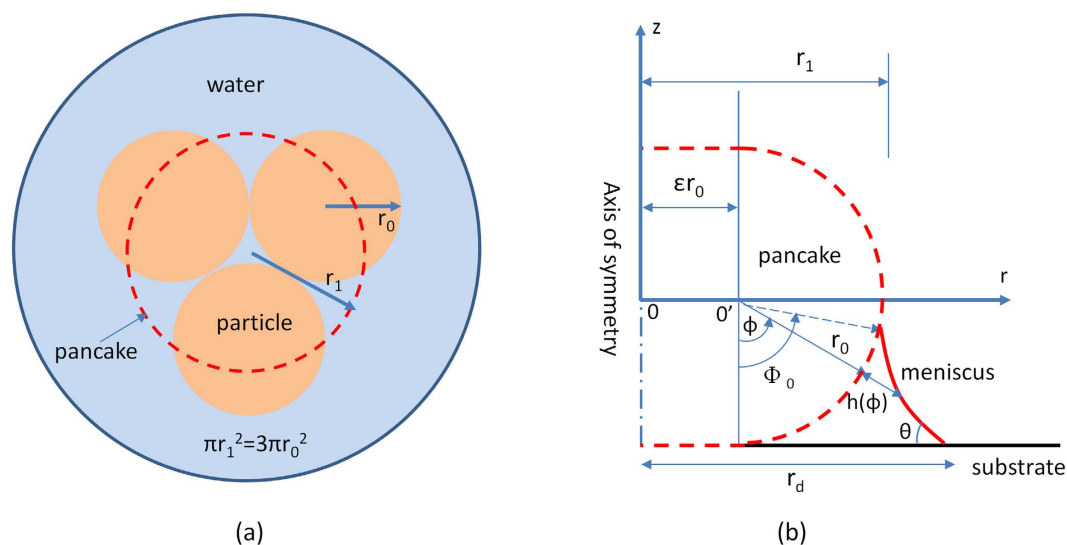 water
r₀
r₁
particle
pancake
πr₁²=3πr₀²
(a)
z
r₁
εr₀
Axis of symmetry
pancake
r
0
0'
ϕ
r₀
Φ₀
meniscus
h(ϕ)
θ
substrate
r_d
(b)